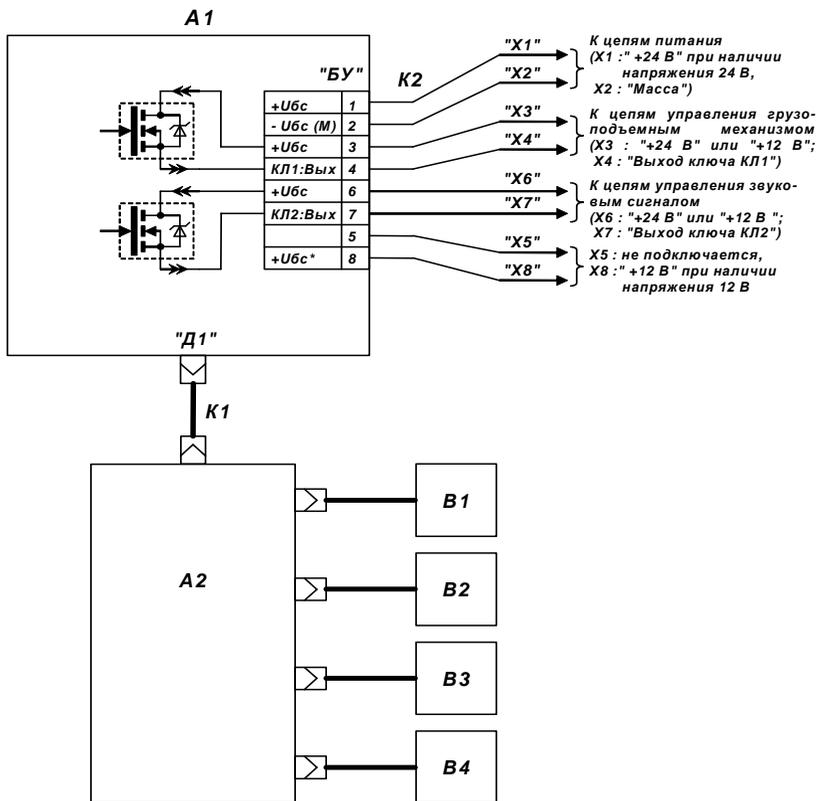 А1
"БУ"
К2
+Uбс 1
- Uбс (М) 2
+Uбс 3
КЛ1:Вых 4
+Uбс 6
КЛ2:Вых 7
5
+Uбс* 8
"Х1"
"Х2"
"Х3"
"Х4"
"Х6"
"Х7"
"Х5"
"Х8"
К цепям питания
(Х1 :" +24 В" при наличии
напряжения 24 В,
Х2 : "Масса")
К цепям управления грузо-
подъемным механизмом
(Х3 : "+24 В" или "+12 В";
Х4 : "Выход ключа КЛ1")
К цепям управления звуко-
вым сигналом
(Х6 : "+24 В" или "+12 В ";
Х7 : "Выход ключа КЛ2")
Х5 : не подключается,
Х8 :" +12 В" при наличии
напряжения 12 В
"Д1"
К1
А2
В1
В2
В3
В4